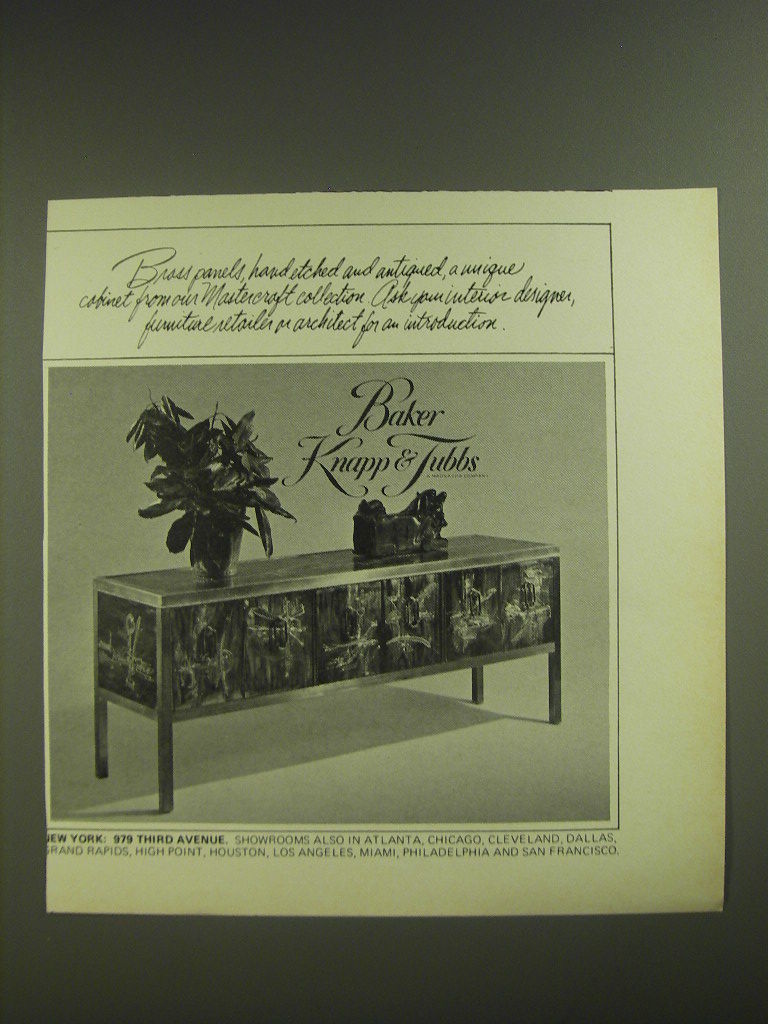 Brass panels, hand etched and antiqued, a unique
cabinet from our Mastercraft collection. Ask your interior designer,
furniture retailer or architect for an introduction.
Baker
Knapp & Tubbs
A MAGNAVOX COMPANY
NEW YORK: 979 THIRD AVENUE. SHOWROOMS ALSO IN ATLANTA, CHICAGO, CLEVELAND, DALLAS,
GRAND RAPIDS, HIGH POINT, HOUSTON, LOS ANGELES, MIAMI, PHILADELPHIA AND SAN FRANCISCO.